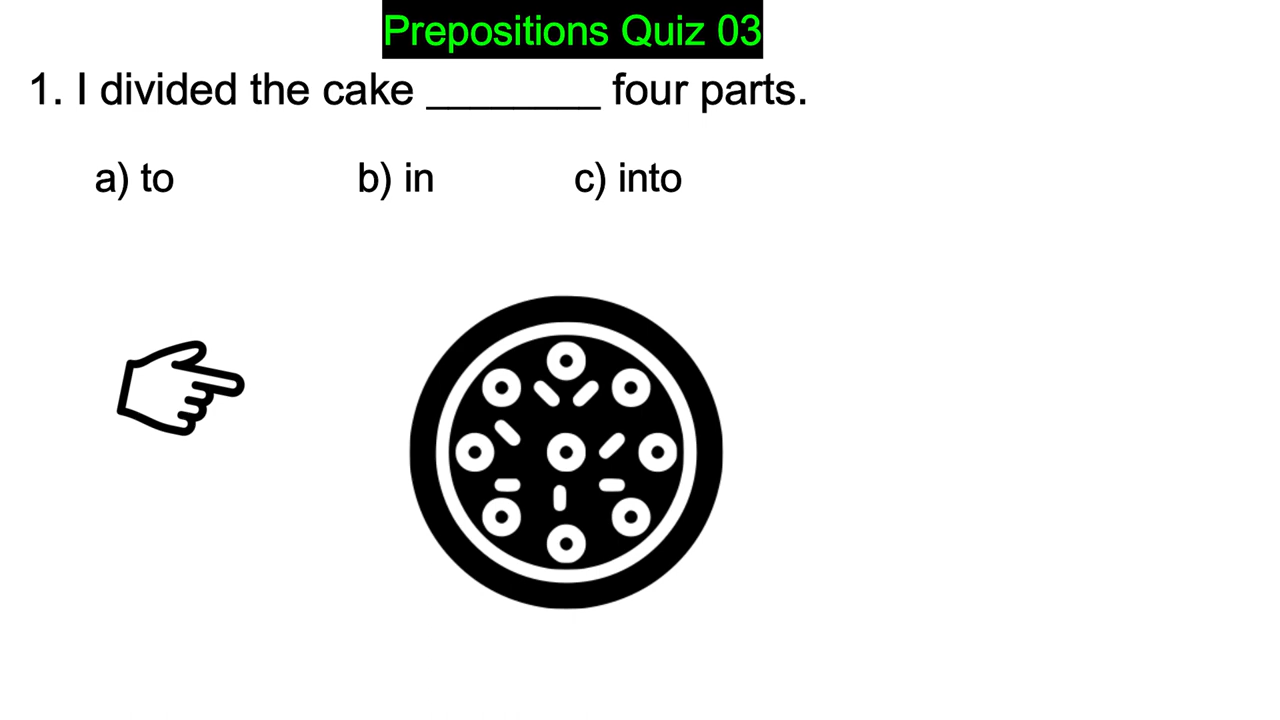 Prepositions Quiz 03
1. I divided the cake ________ four parts.
a) to b) in c) into